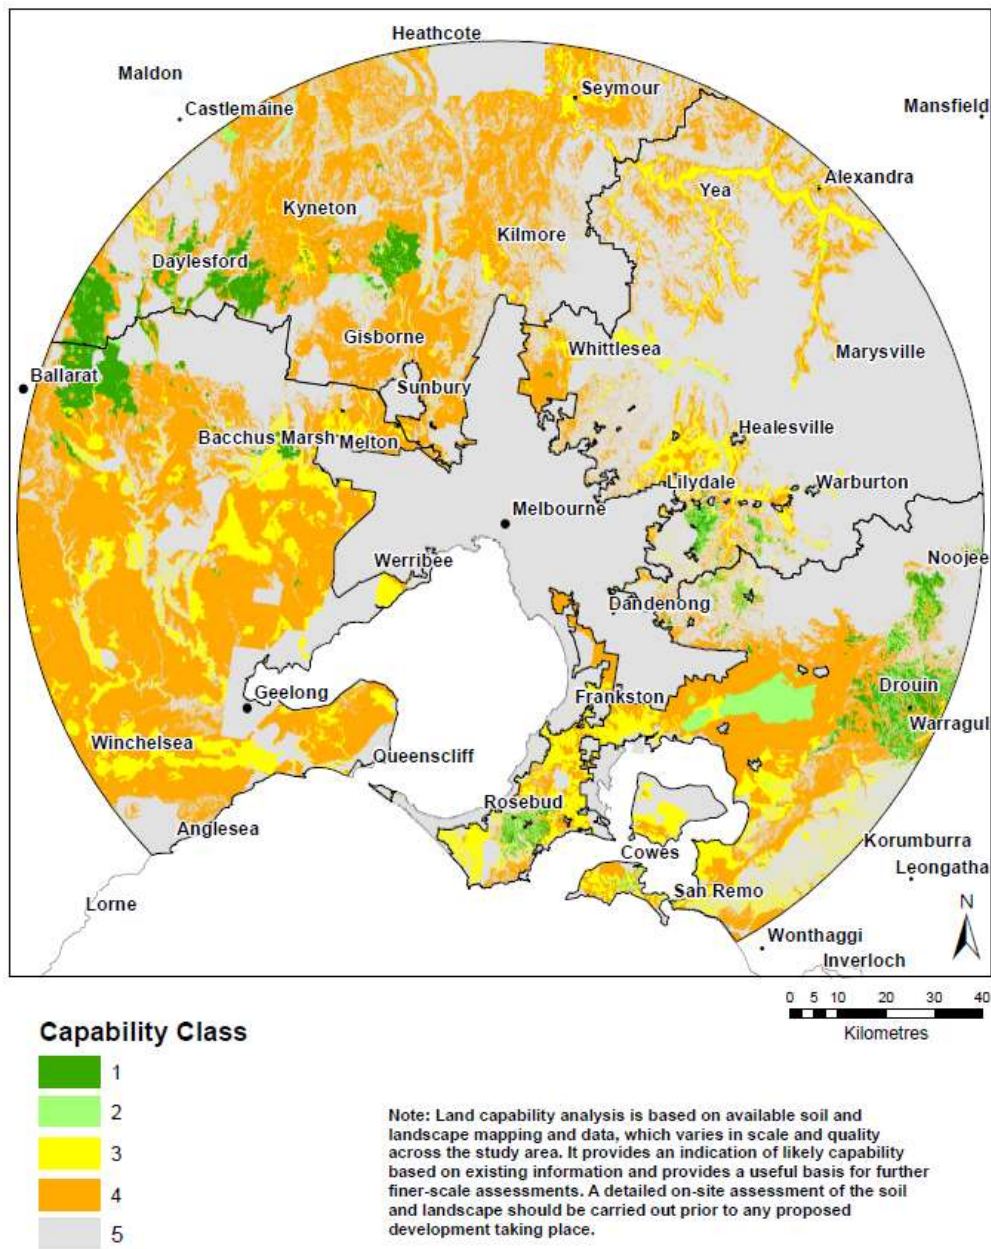 Heathcote
Maldon
Castlemaine
Seymour
Mansfield
Yea
Alexandra
Kyneton
Kilmore
Daylesford
Gisborne
Whittlesea
Marysville
Ballarat
Sunbury
Bacchus Marsh
Melton
Healesville
Lilydale
Warburton
Melbourne
Werribee
Noojee
Dandenong
Geelong
Frankston
Drouin
Warragul
Winchelsea
Queenscliff
Rosebud
Anglesea
Korumburra
Cowes
Leongatha
San Remo
Lorne
N
Wonthaggi
Inverloch
0 5 10 20 30 40
Kilometres
Capability Class
1
2
3
4
5
Note: Land capability analysis is based on available soil and
landscape mapping and data, which varies in scale and quality
across the study area. It provides an indication of likely capability
based on existing information and provides a useful basis for further
finer-scale assessments. A detailed on-site assessment of the soil
and landscape should be carried out prior to any proposed
development taking place.